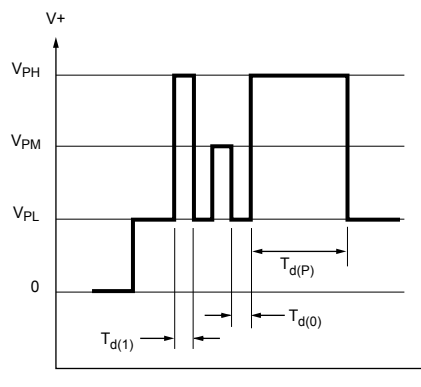 V+
VPH
VPM
VPL
0
Td(P)
Td(0)
Td(1)